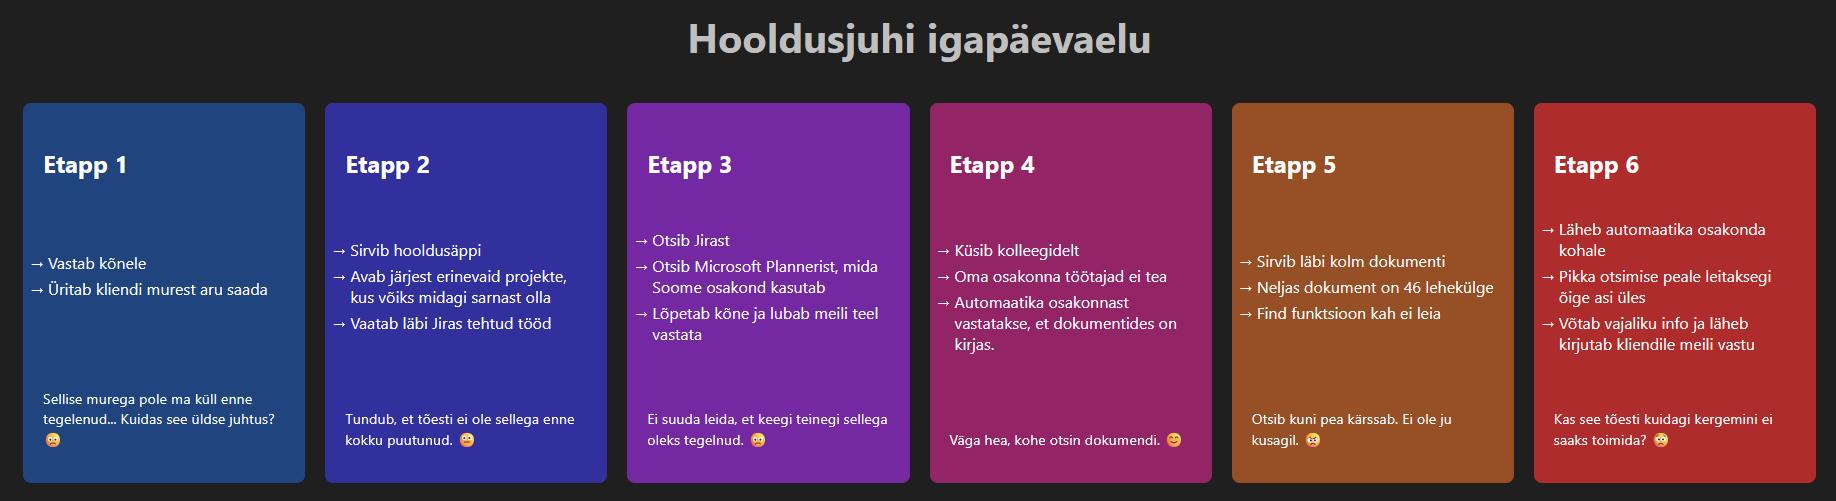 Hooldusjuhi igapäevaelu
Etapp 1
→ Vastab kõnele
→ Üritab kliendi murest aru saada
Sellise murega pole ma küll enne
tegelenud... Kuidas see üldse juhtus?
😳
Etapp 2
→ Sirvib hooldusäppi
→ Avab järjest erinevaid projekte,
kus võiks midagi sarnast olla
→ Vaatab läbi Jiras tehtud tööd
Tundub, et tõesti ei ole sellega enne
kokku puutunud. 😐
Etapp 3
→ Otsib Jirast
→ Otsib Microsoft Plannerist, mida
Soome osakond kasutab
→ Lõpetab kõne ja lubab meili teel
vastata
Ei suuda leida, et keegi teinegi sellega
oleks tegelnud. 😳
Etapp 4
→ Küsib kolleegidelt
→ Oma osakonna töötajad ei tea
→ Automaatika osakonnast
vastatakse, et dokumentides on
kirjas.
Väga hea, kohe otsin dokumendi. 😊
Etapp 5
→ Sirvib läbi kolm dokumenti
→ Neljas dokument on 46 lehekülge
→ Find funktsioon kah ei leia
Otsib kuni pea kärssab. Ei ole ju
kusagil. 😠
Etapp 6
→ Läheb automaatika osakonda
kohale
→ Pikka otsimise peale leitaksegi
õige asi üles
→ Võtab vajaliku info ja läheb
kirjutab kliendile meili vastu
Kas see tõesti kuidagi kergemini ei
saaks toimida? 😳